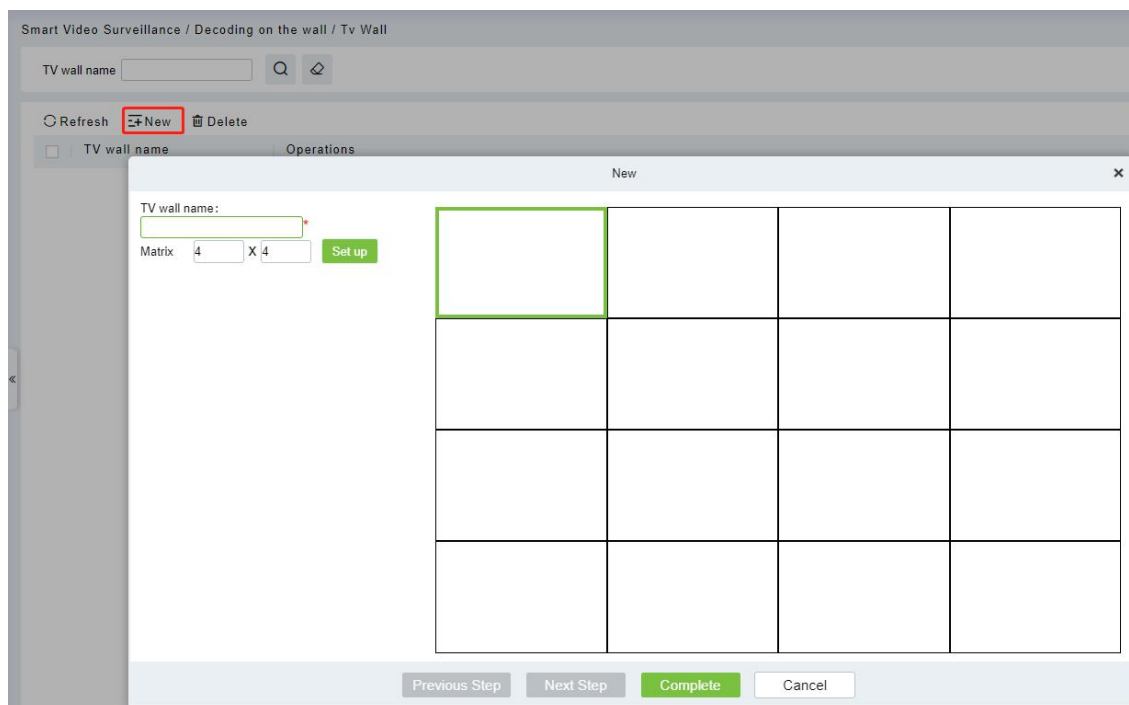 Smart Video Surveillance / Decoding on the wall / Tv Wall
TV wall name
Refresh New Delete
TV wall name Operations
New ×
TV wall name:
*
Matrix 4 X 4 Set up
«
Previous Step Next Step Complete Cancel